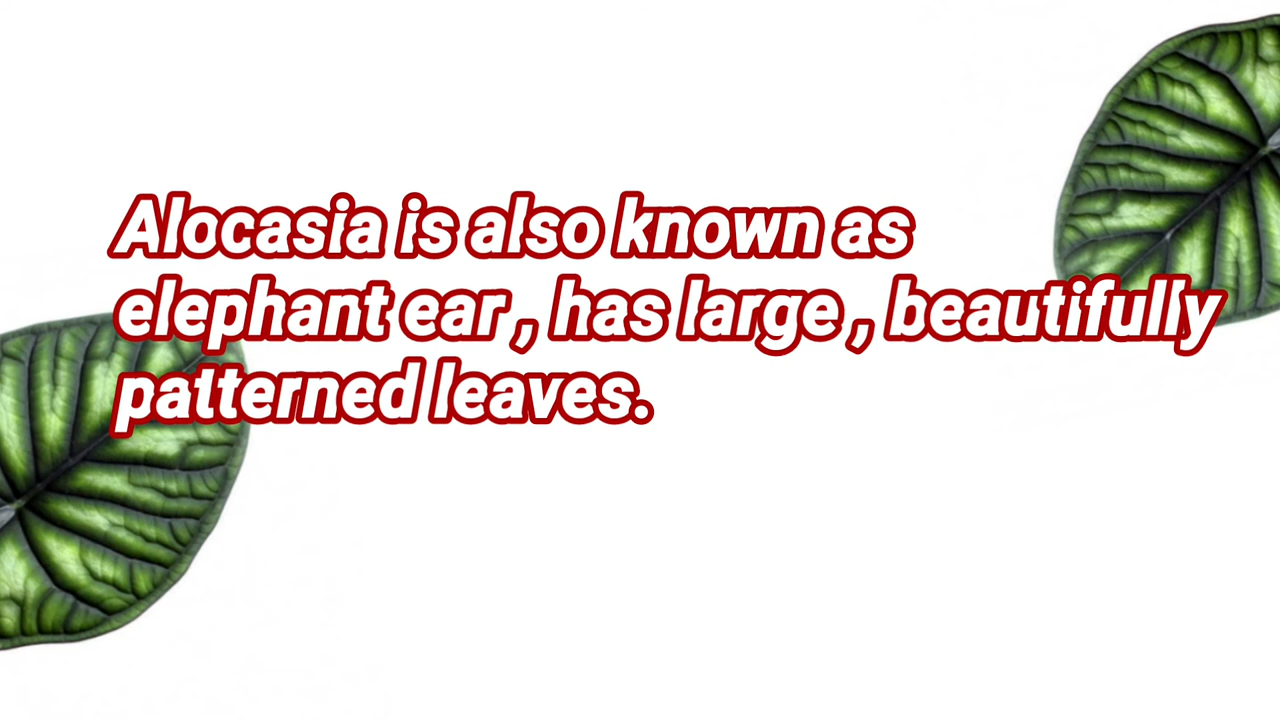 Alocasia is also known as
elephant ear , has large , beautifully
patterned leaves.